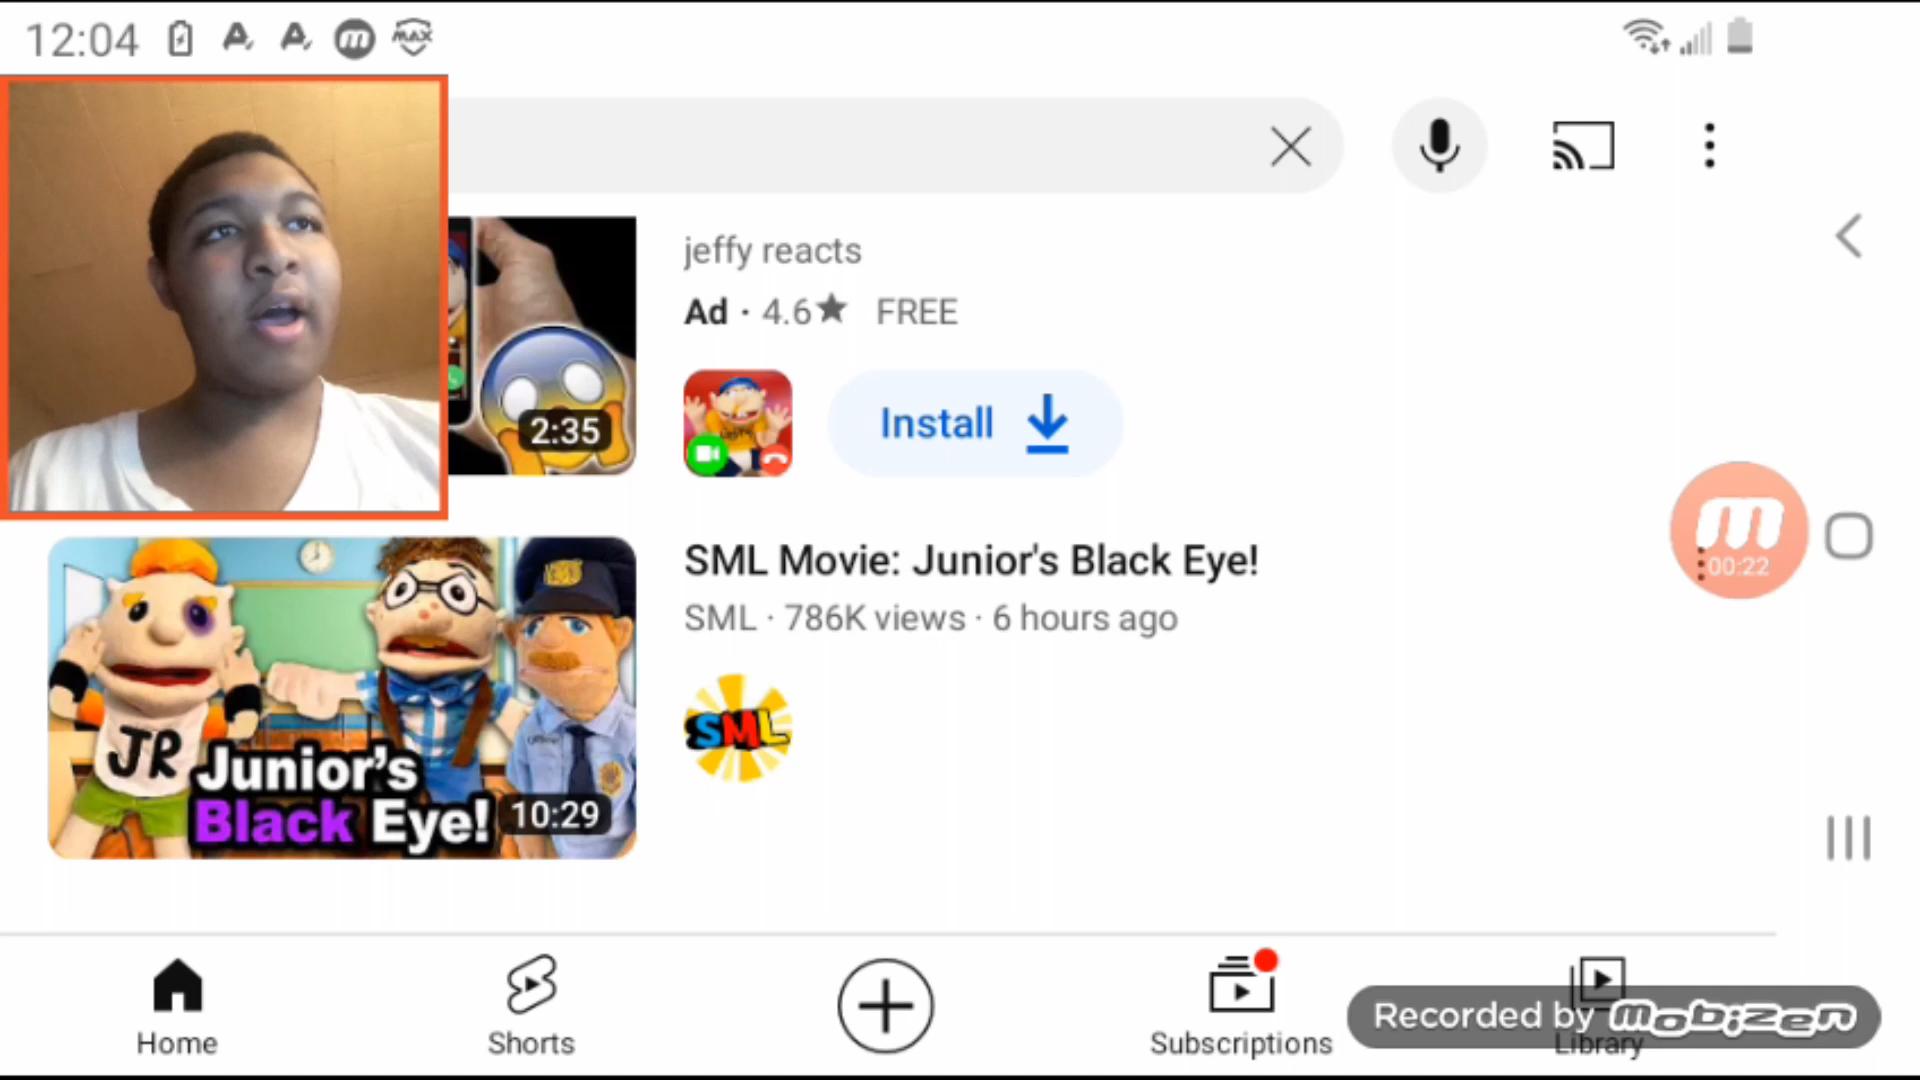 12:04
MAX
jeffy reacts
Ad · 4.6★ FREE
2:35
Install
SML Movie: Junior's Black Eye!
SML · 786K views · 6 hours ago
00:22
SML
JR
Junior's
Black Eye!
10:29
Home
Shorts
Subscriptions
Library
Recorded by mobizen